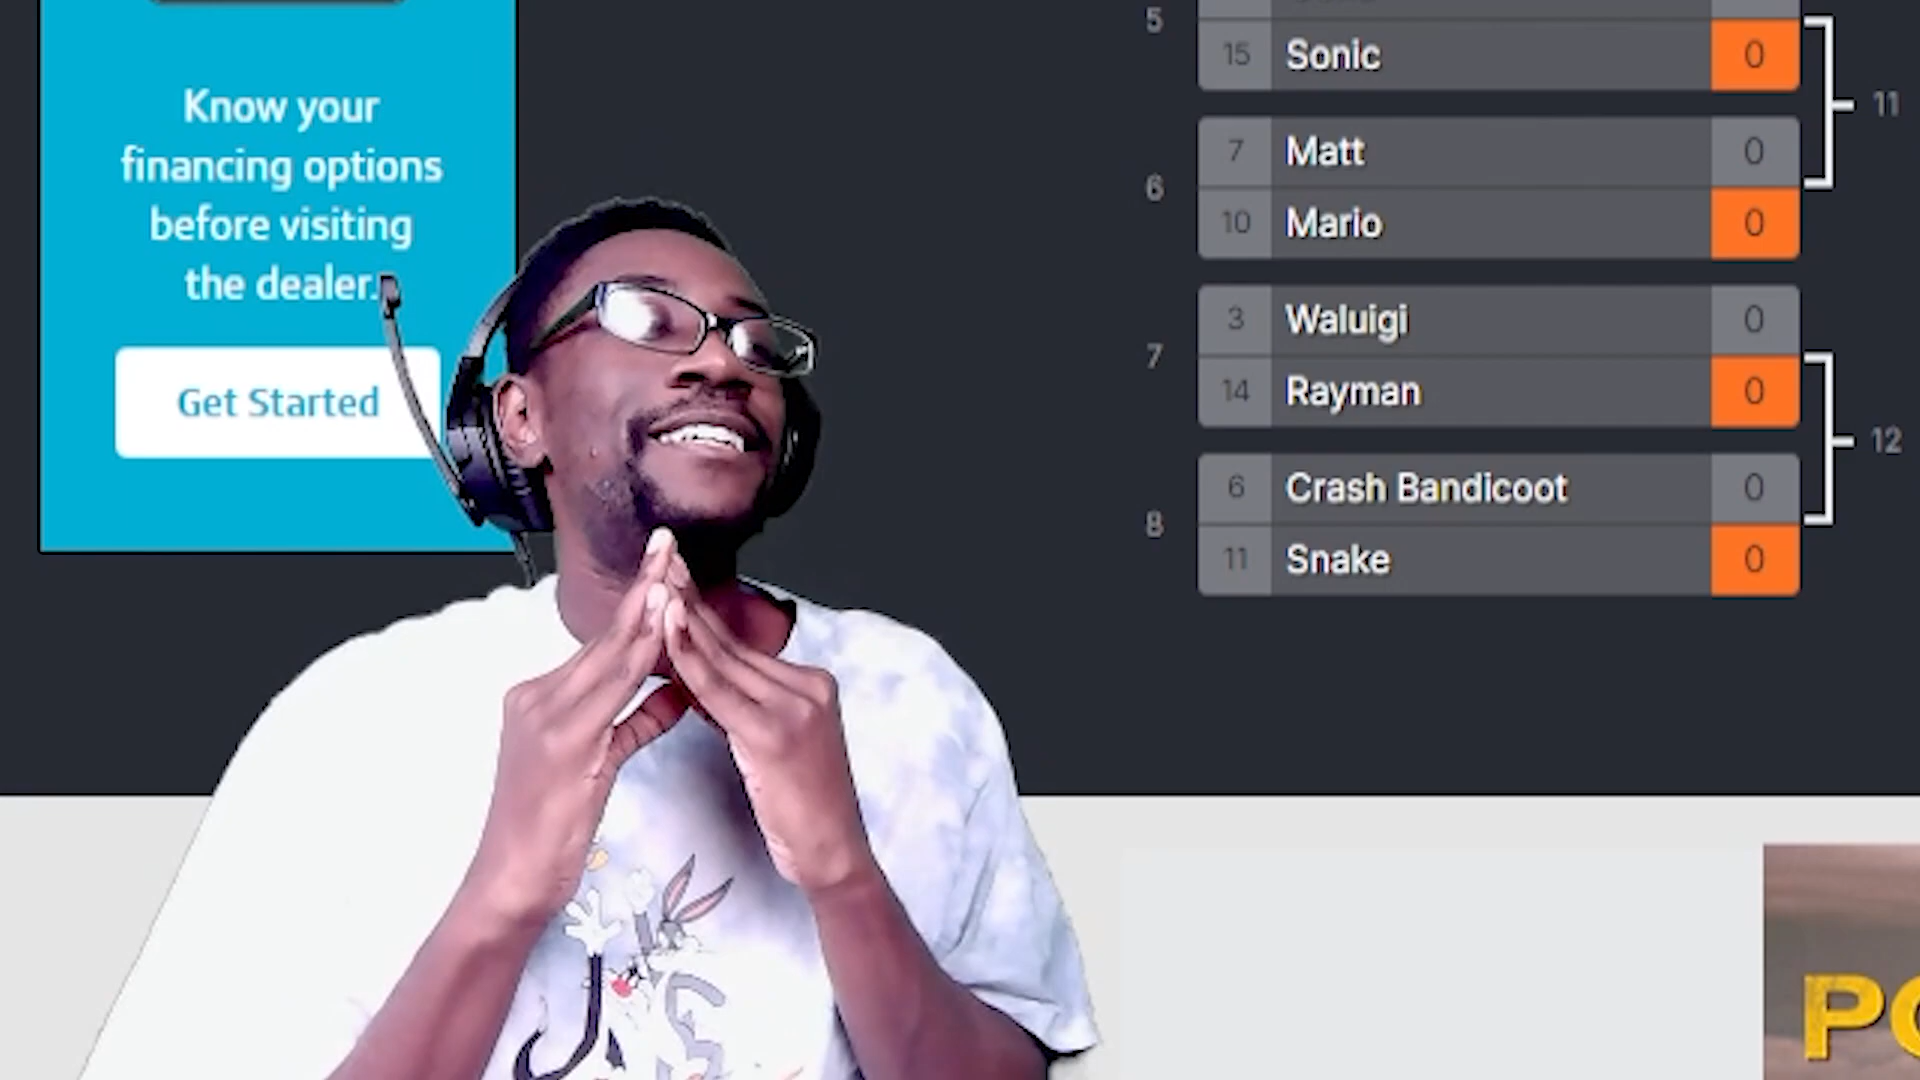 Know your
financing options
before visiting
the dealer.
Get Started
5
15 Sonic 0
11
6
7 Matt 0
10 Mario 0
7
3 Waluigi 0
14 Rayman 0
12
8
6 Crash Bandicoot 0
11 Snake 0